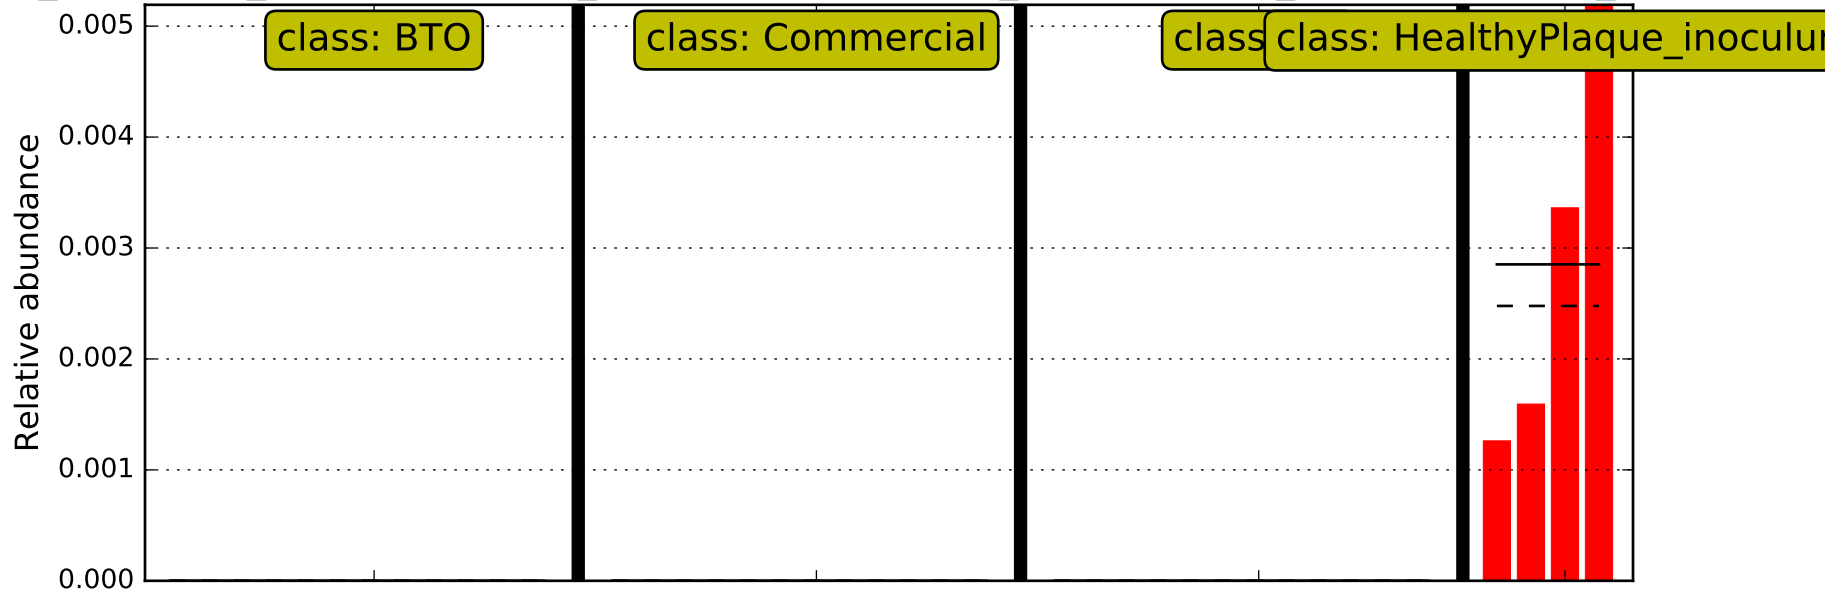 0.005
class: BTO
class: Commercial
class
class: HealthyPlaque_inoculu
0.004
0.003
0.002
0.001
0.000
Relative abundance